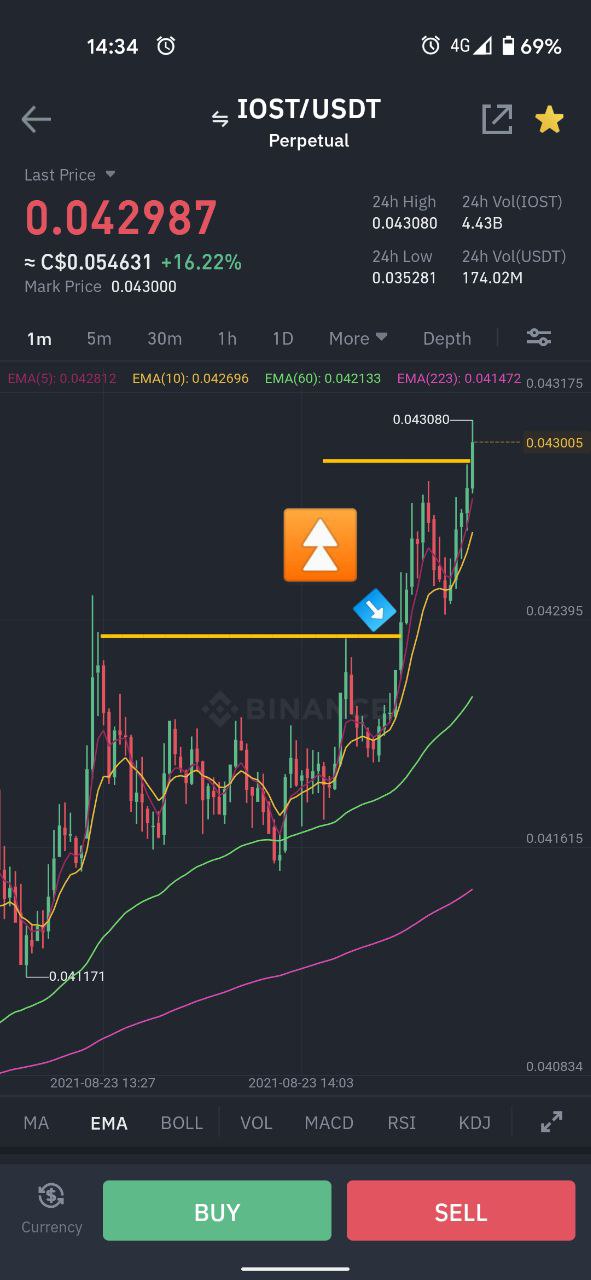 14:34
4G 69%
IOST/USDT
Perpetual
Last Price
0.042987
≈ C$0.054631 +16.22%
Mark Price 0.043000
24h High
0.043080
24h Vol(IOST)
4.43B
24h Low
0.035281
24h Vol(USDT)
174.02M
1m 5m 30m 1h 1D More Depth
EMA(5): 0.042812 EMA(10): 0.042696 EMA(60): 0.042133 EMA(223): 0.041472
0.043175
0.043080
0.043005
0.042395
BINANCE
0.041615
0.041171
0.040834
2021-08-23 13:27 2021-08-23 14:03
MA EMA BOLL VOL MACD RSI KDJ
Currency
BUY
SELL